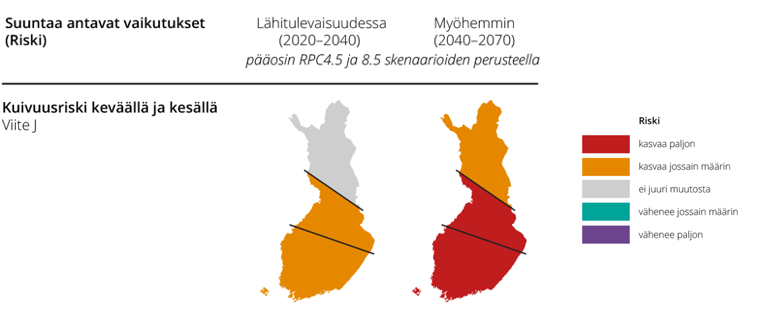 Suuntaa antavat vaikutukset
(Riski)
Lähitulevaisuudessa
(2020–2040)
Myöhemmin
(2040–2070)
pääosin RPC4.5 ja 8.5 skenaarioiden perusteella
Kuivuusriski keväällä ja kesällä
Viite J
Riski
kasvaa paljon
kasvaa jossain määrin
ei juuri muutosta
vähenee jossain määrin
vähenee paljon